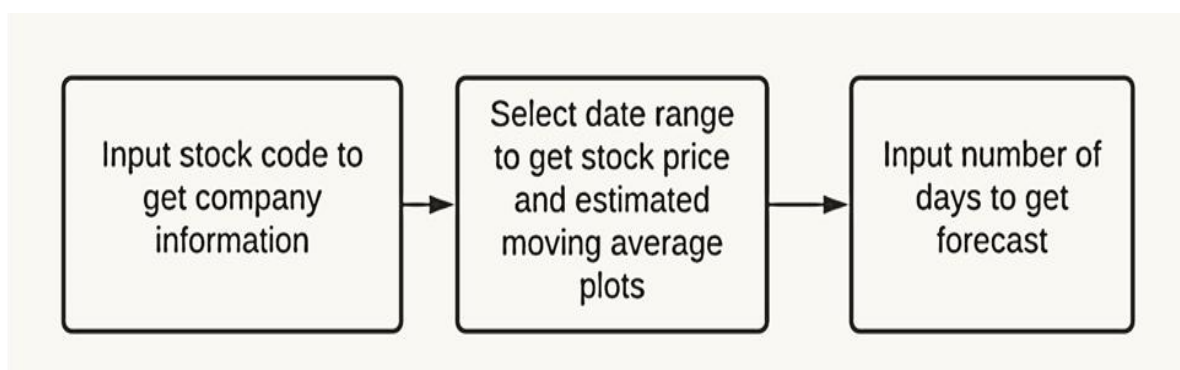 Input stock code to
get company
information
Select date range
to get stock price
and estimated
moving average
plots
Input number of
days to get
forecast